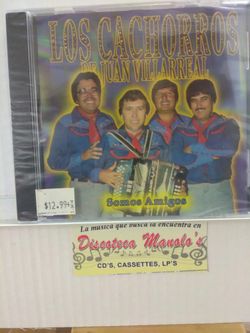 LOS CACHORROS
DE JUAN VILLARREAL
Somos Amigos
$12.99
La musica que busca la encuentra en
Discoteca Manolo's
CD'S, CASSETTES, LP'S